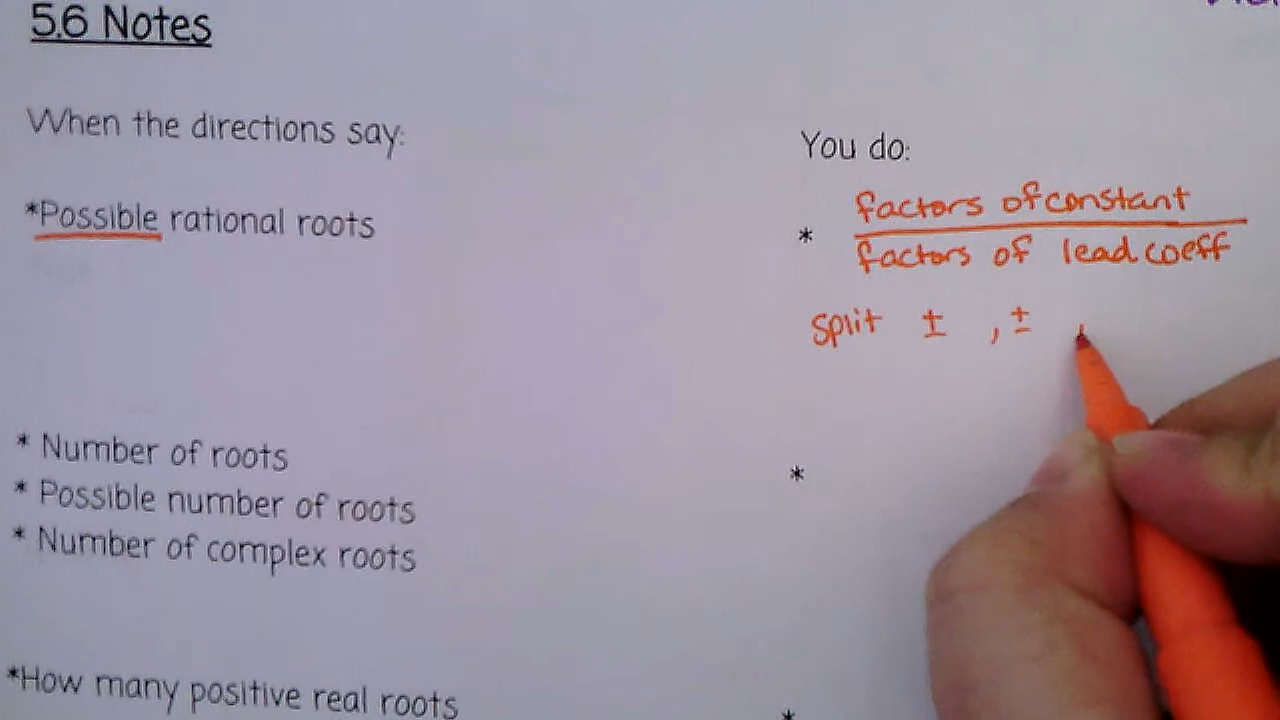 5.6 Notes
When the directions say:
You do:
*Possible rational roots
* factors of constant
factors of lead coeff
split ± , ± ,
* Number of roots
*
* Possible number of roots
* Number of complex roots
*How many positive real roots
*